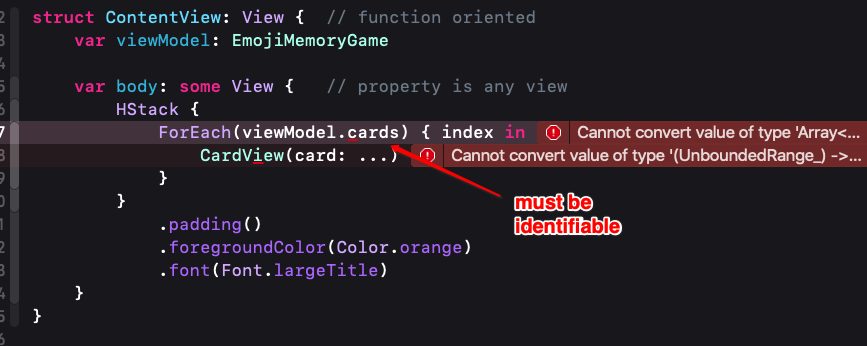 2 struct ContentView: View {  // function oriented
3     var viewModel: EmojiMemoryGame
4
5     var body: some View {   // property is any view
6         HStack {
7             ForEach(viewModel.cards) { index in Cannot convert value of type 'Array<...
8                 CardView(card: ...) Cannot convert value of type '(UnboundedRange_) ->...
9             }
0         }
must be
identifiable
1             .padding()
2             .foregroundColor(Color.orange)
3             .font(Font.largeTitle)
4     }
5 }
6